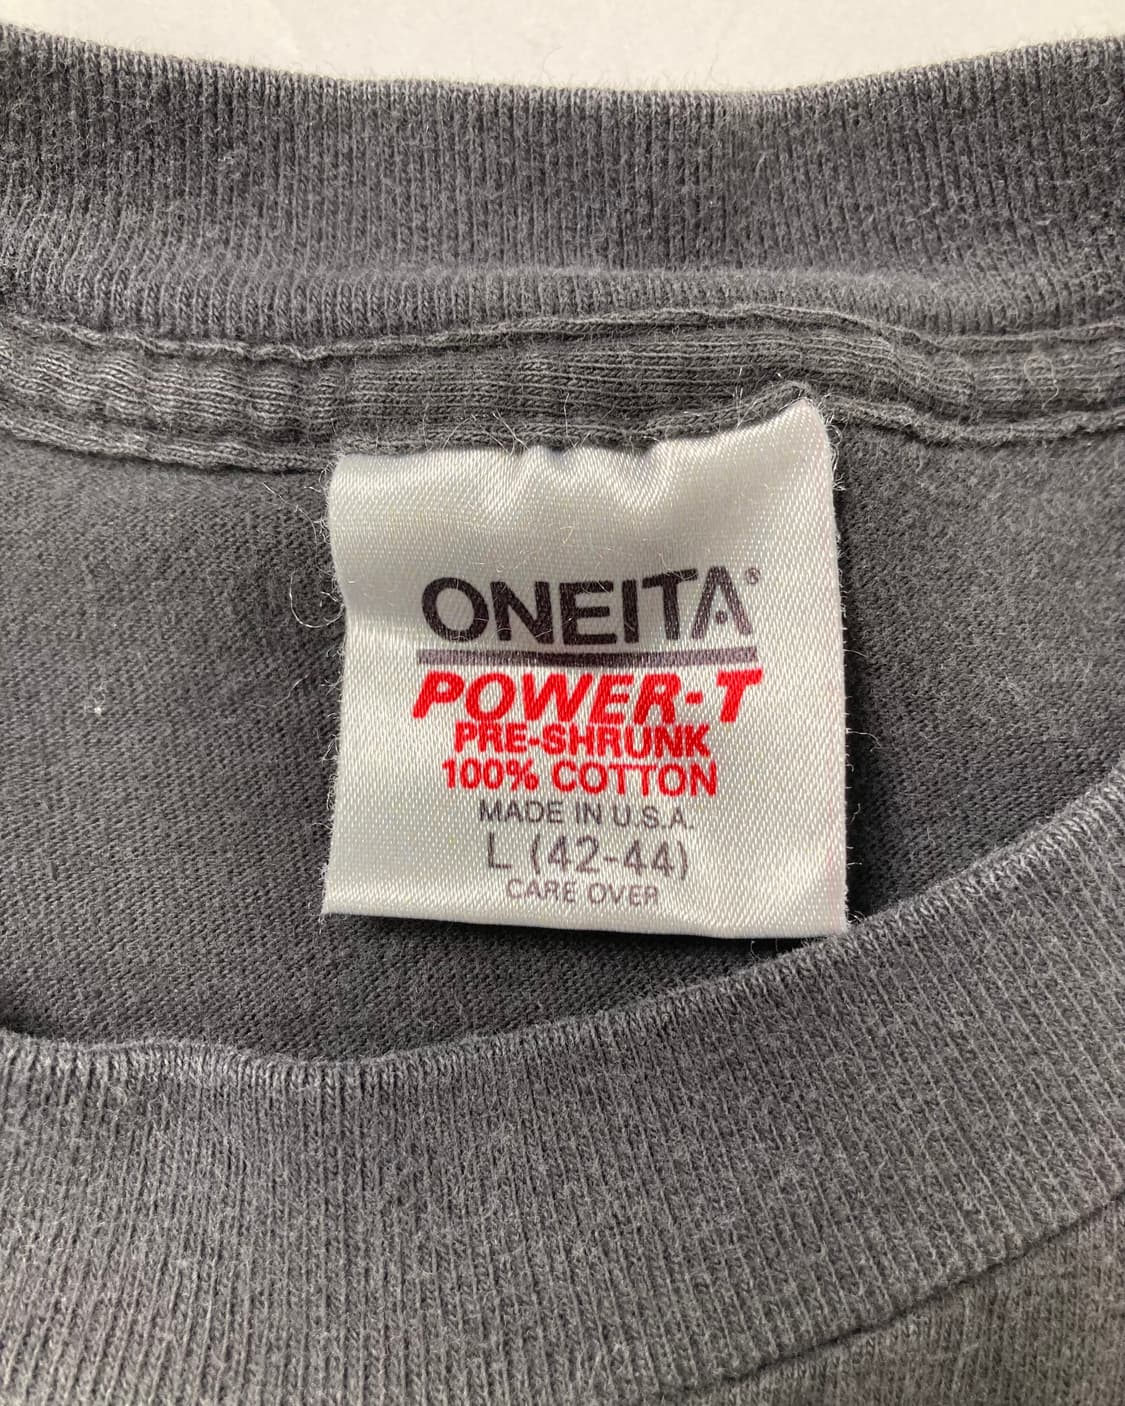 ONEITA®
POWER-T
PRE-SHRUNK
100% COTTON
MADE IN U.S.A.
L (42-44)
CARE OVER